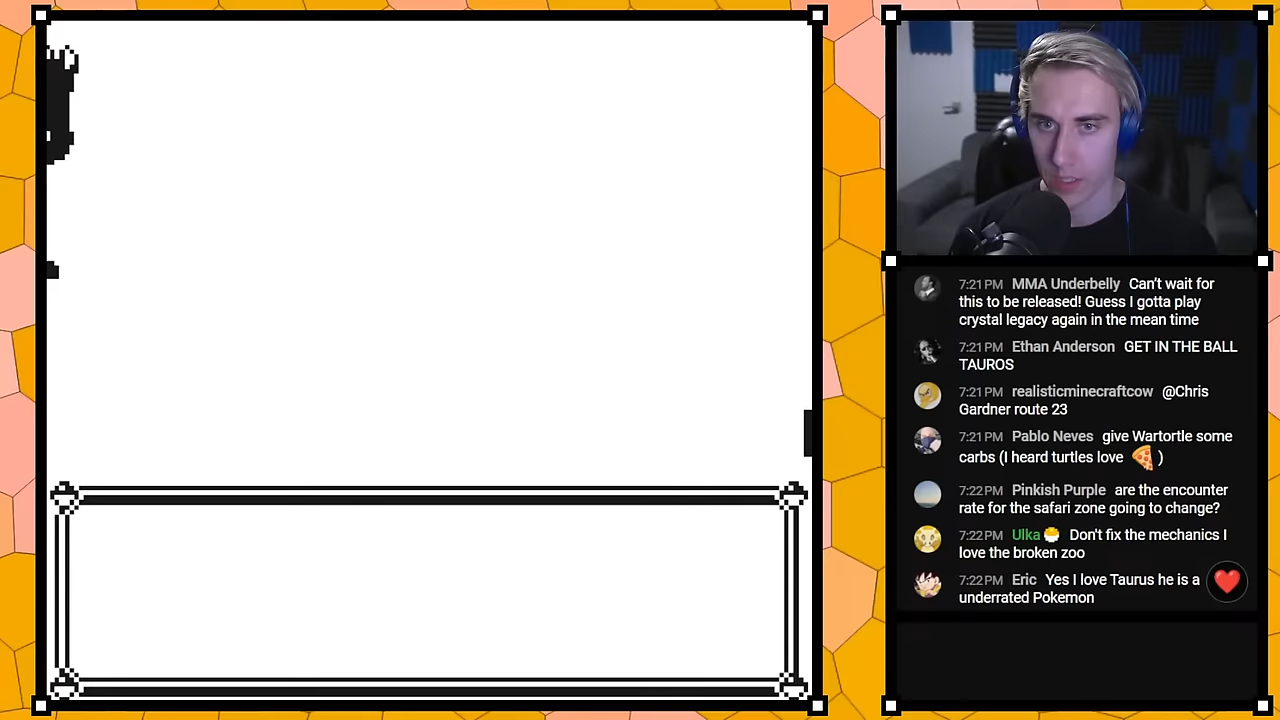 7:21 PM MMA Underbelly Can't wait for
this to be released! Guess I gotta play
crystal legacy again in the mean time
7:21 PM Ethan Anderson GET IN THE BALL
TAUROS
7:21 PM realisticminecraftcow @Chris
Gardner route 23
7:21 PM Pablo Neves give Wartortle some
carbs (I heard turtles love 🍕 )
7:22 PM Pinkish Purple are the encounter
rate for the safari zone going to change?
7:22 PM Ulka Don't fix the mechanics I
love the broken zoo
7:22 PM Eric Yes I love Taurus he is a
underrated Pokemon